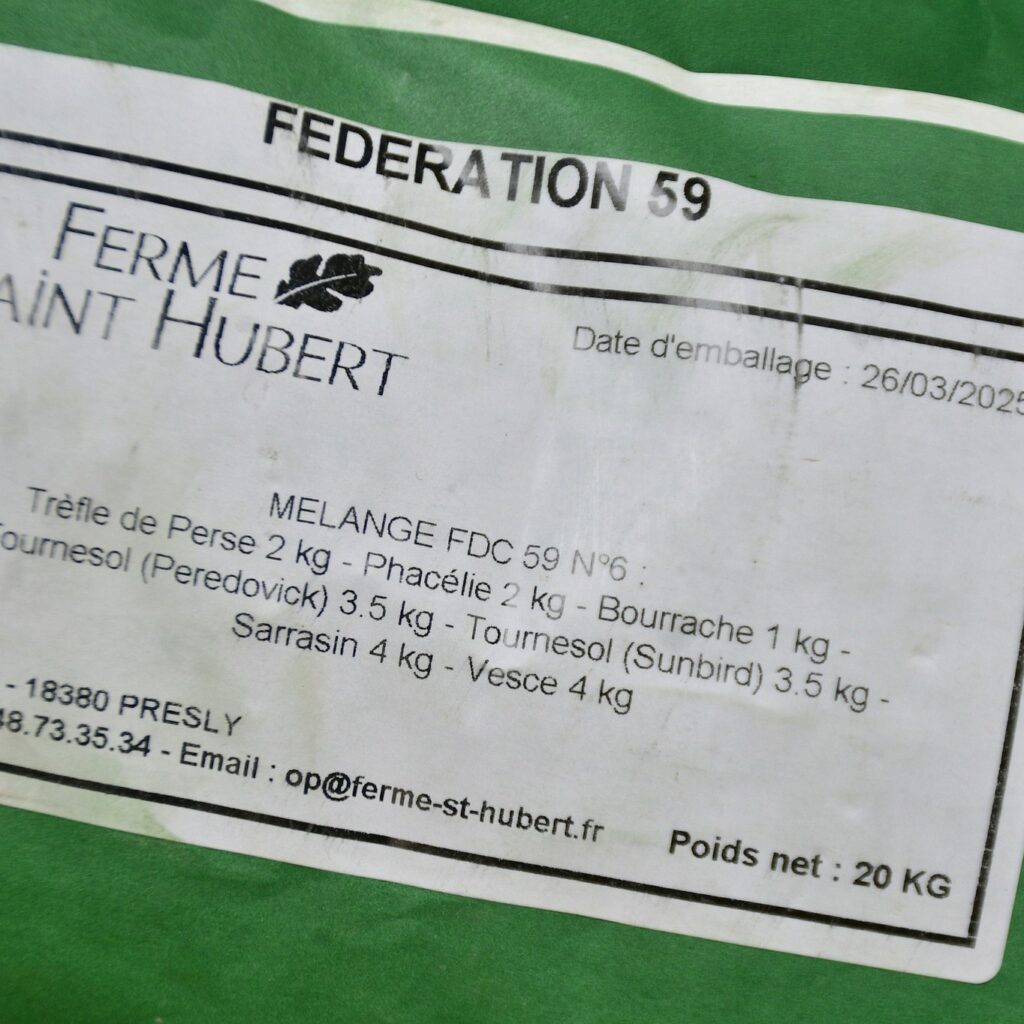 FEDERATION 59
FERME
AINT HUBERT
Date d'emballage : 26/03/2025
MELANGE FDC 59 N°6 :
Trèfle de Perse 2 kg - Phacélie 2 kg - Bourrache 1 kg -
Tournesol (Peredovick) 3.5 kg - Tournesol (Sunbird) 3.5 kg -
Sarrasin 4 kg - Vesce 4 kg
- 18380 PRESLY
48.73.35.34 - Email : op@ferme-st-hubert.fr
Poids net : 20 KG